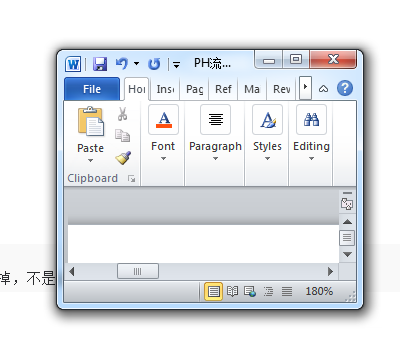 W PH流...
File Hor Inse Pag Ref Ma Rev
Paste Font Paragraph Styles Editing
Clipboard
掉，不是
180%